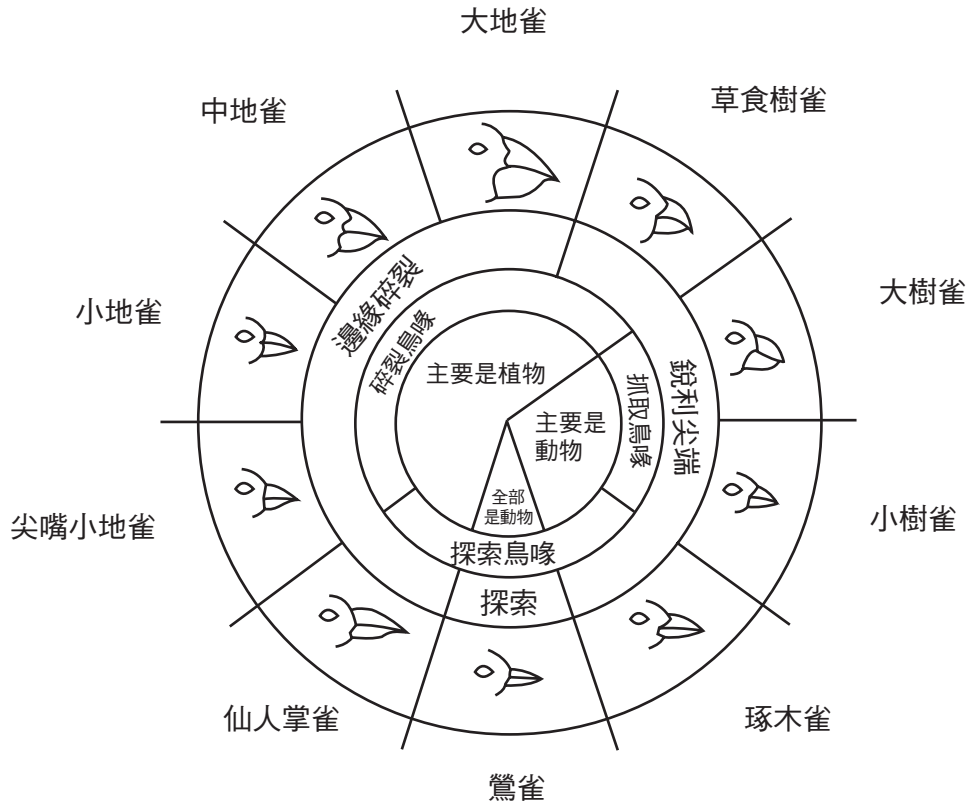 大地雀
中地雀
草食樹雀
小地雀
大樹雀
邊緣碎裂
碎裂鳥喙
主要是植物
抓取鳥喙
銳利尖端
主要是
動物
全部
是動物
尖嘴小地雀
小樹雀
探索鳥喙
探索
仙人掌雀
琢木雀
鶯雀